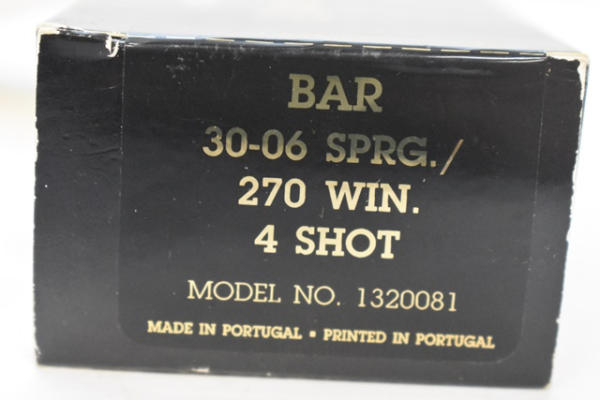 BAR
30-06 SPRG./
270 WIN.
4 SHOT
MODEL NO. 1320081
MADE IN PORTUGAL ▪ PRINTED IN PORTUGAL